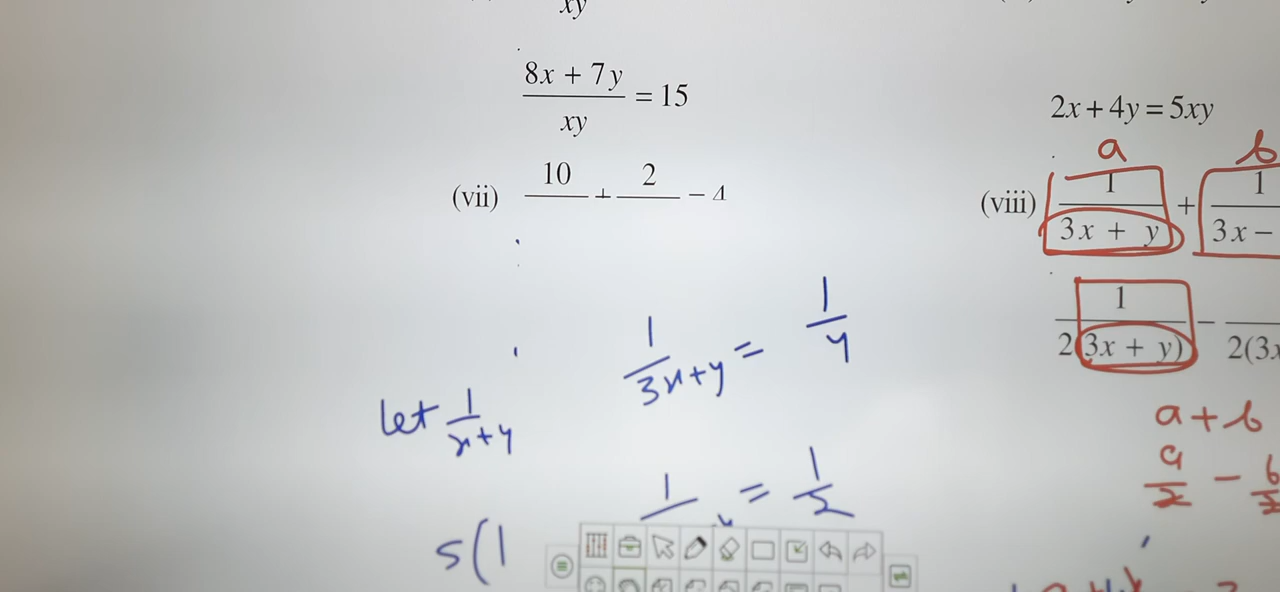 xy
8x + 7y
xy
= 15
(vii) 10 + 2 − 4
let 1
x+y
1
3x+y
= 1
4
1
= 1
2
5(1
2x + 4y = 5xy
a b
(viii) 1
3x + y
+ 1
3x −
1
2(3x + y)
−
2(3x
a + b
a
2
− b
2